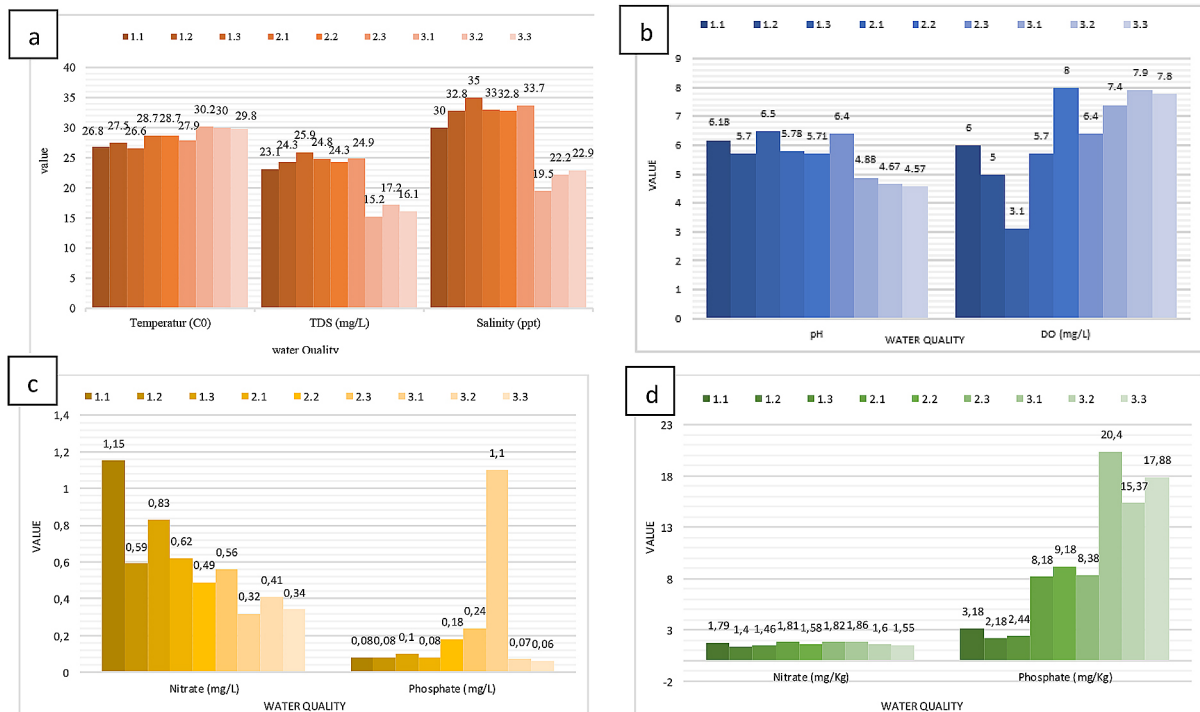 a
1.1 1.2 1.3 2.1 2.2 2.3 3.1 3.2 3.3
40
35
30
25
20
15
10
5
0
value
26.8 27.5 26.6 28.7 28.7 27.9 30.2 30 29.8
23.1 24.3 25.9 24.8 24.3 24.9 15.2 17.2 16.1
30 32.8 35 33 32.8 33.7 19.5 22.2 22.9
Temperatur (C0) TDS (mg/L) Salinity (ppt)
water Quality
b
1.1 1.2 1.3 2.1 2.2 2.3 3.1 3.2 3.3
9
8
7
6
5
4
3
2
1
0
VALUE
6.18 5.7 6.5 5.78 5.71 6.4 4.88 4.67 4.57
6 5 3.1 5.7 8 6.4 7.4 7.9 7.8
pH DO (mg/L)
WATER QUALITY
c
1.1 1.2 1.3 2.1 2.2 2.3 3.1 3.2 3.3
1,4
1,2
1
0,8
0,6
0,4
0,2
0
VALUE
1,15 0,59 0,83 0,62 0,49 0,56 0,32 0,41 0,34
0,08 0,08 0,1 0,08 0,18 0,24 1,1 0,07 0,06
Nitrate (mg/L) Phosphate (mg/L)
WATER QUALITY
d
1.1 1.2 1.3 2.1 2.2 2.3 3.1 3.2 3.3
23
18
13
8
3
-2
VALUE
1,79 1,4 1,46 1,81 1,58 1,82 1,86 1,6 1,55
3,18 2,18 2,44 8,18 9,18 8,38 20,4 15,37 17,88
Nitrate (mg/Kg) Phosphate (mg/Kg)
WATER QUALITY